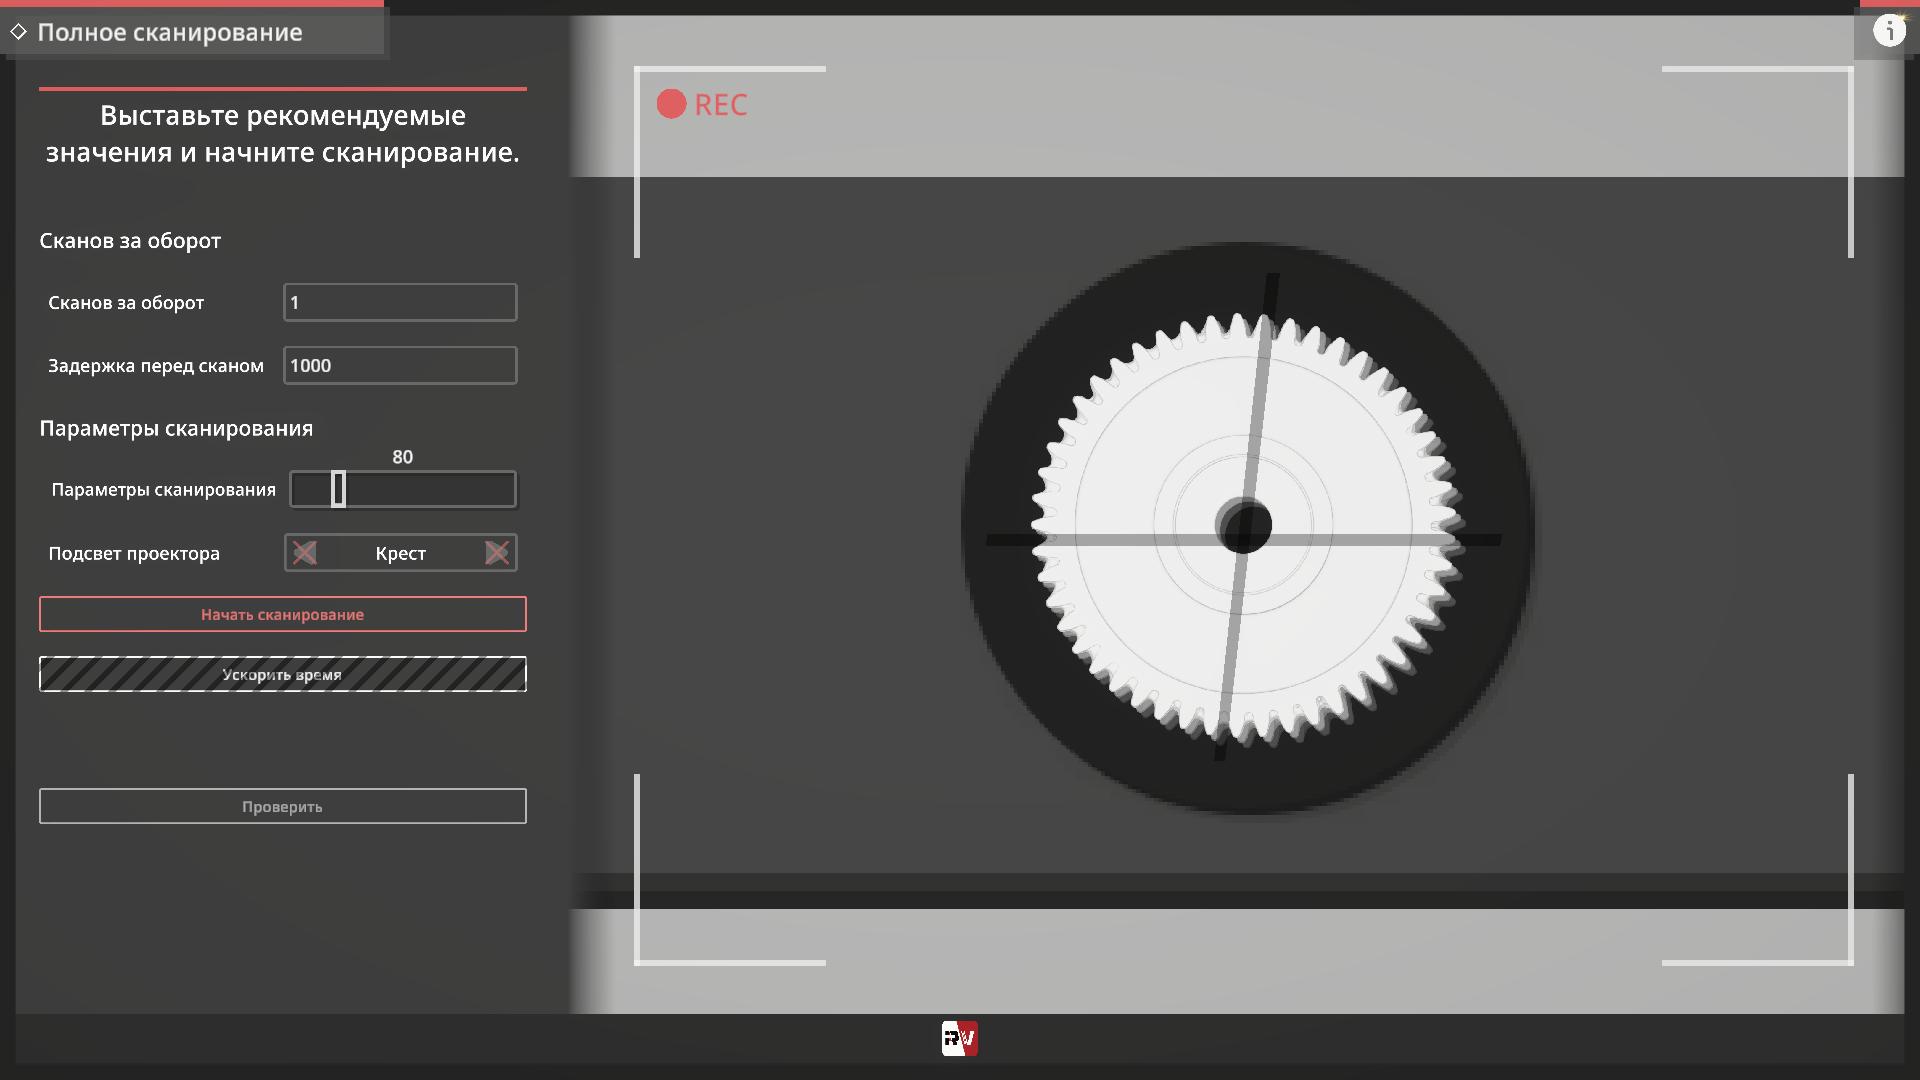 Полное сканирование
REC
Выставьте рекомендуемые
значения и начните сканирование.
Сканов за оборот
Сканов за оборот
1
Задержка перед сканом
1000
Параметры сканирования
80
Параметры сканирования
Подсвет проектора
Крест
Начать сканирование
Ускорить время
Проверить
RW